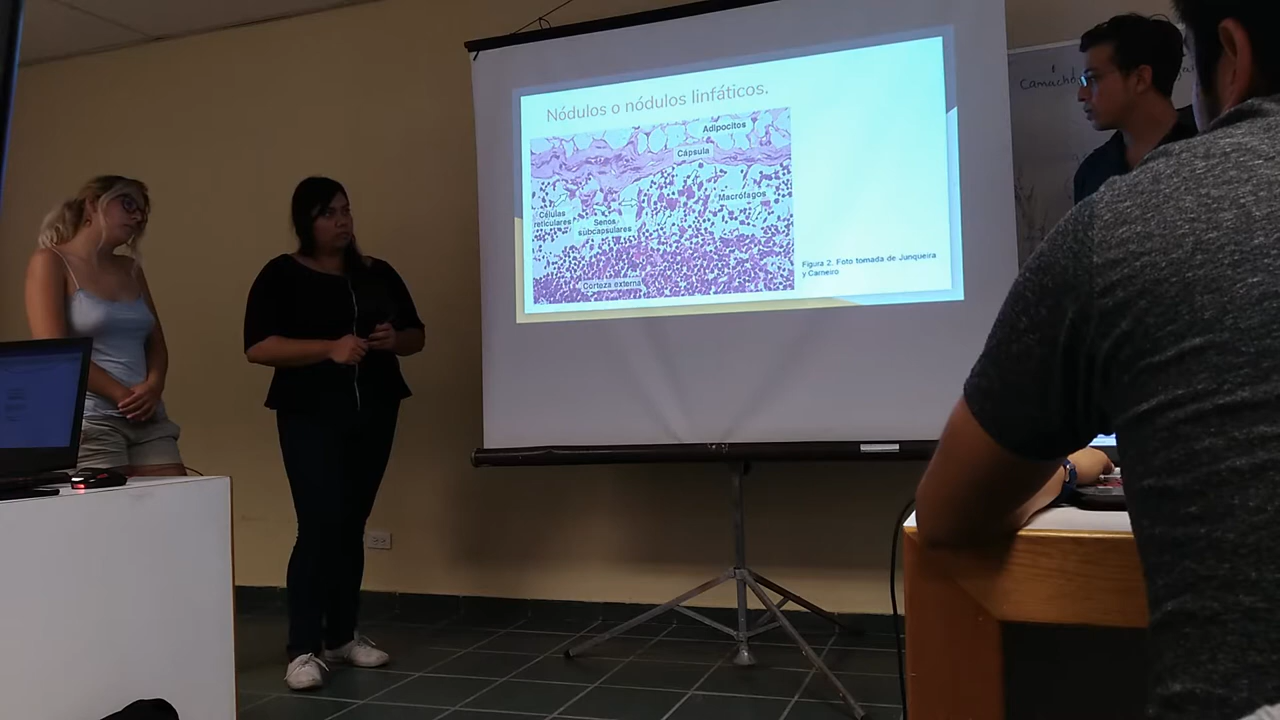 Nódulos o nódulos linfáticos.
Adipocitos
Cápsula
Macrófagos
Células
reticulares
Senos
subcapsulares
Corteza externa
Figura 2. Foto tomada de Junqueira
y Carneiro
Camacho